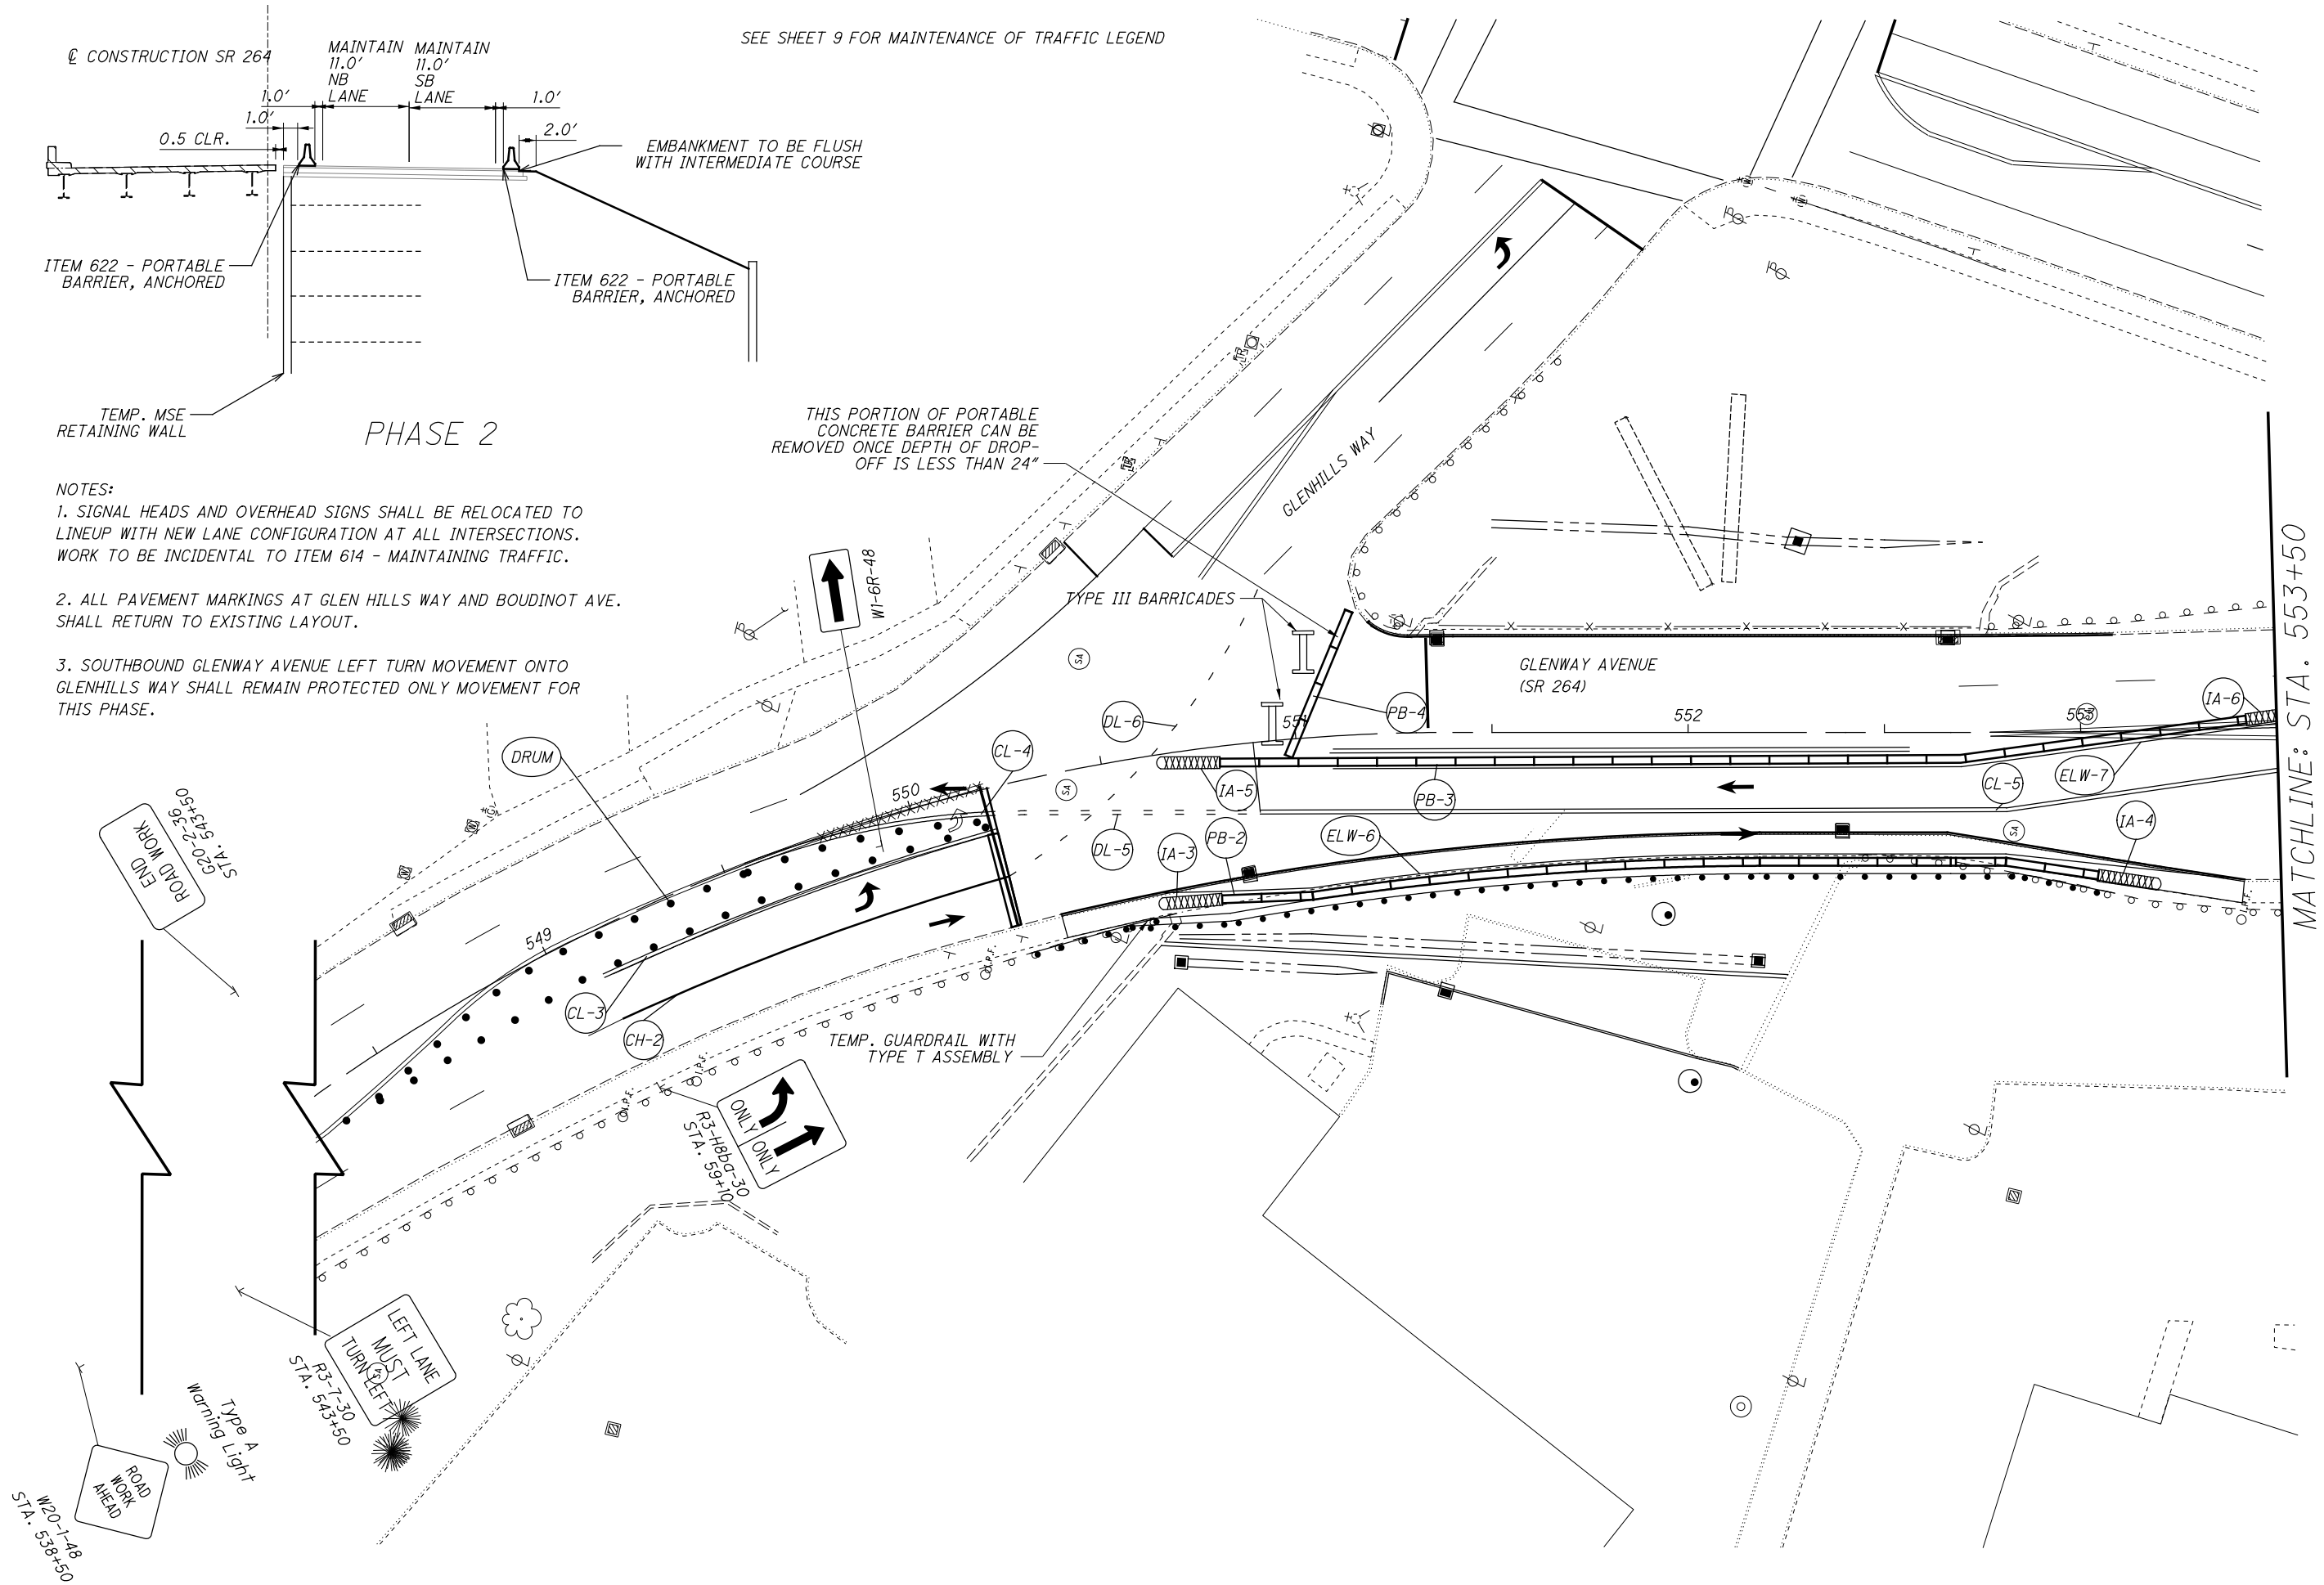 SEE SHEET 9 FOR MAINTENANCE OF TRAFFIC LEGEND
℄ CONSTRUCTION SR 264
MAINTAIN
11.0'
NB
LANE
MAINTAIN
11.0'
SB
LANE
1.0'
1.0'
1.0'
2.0'
0.5 CLR.
EMBANKMENT TO BE FLUSH
WITH INTERMEDIATE COURSE
ITEM 622 - PORTABLE
BARRIER, ANCHORED
ITEM 622 - PORTABLE
BARRIER, ANCHORED
TEMP. MSE
RETAINING WALL
PHASE 2
NOTES:
1. SIGNAL HEADS AND OVERHEAD SIGNS SHALL BE RELOCATED TO
LINEUP WITH NEW LANE CONFIGURATION AT ALL INTERSECTIONS.
WORK TO BE INCIDENTAL TO ITEM 614 - MAINTAINING TRAFFIC.
2. ALL PAVEMENT MARKINGS AT GLEN HILLS WAY AND BOUDINOT AVE.
SHALL RETURN TO EXISTING LAYOUT.
3. SOUTHBOUND GLENWAY AVENUE LEFT TURN MOVEMENT ONTO
GLENHILLS WAY SHALL REMAIN PROTECTED ONLY MOVEMENT FOR
THIS PHASE.
THIS PORTION OF PORTABLE
CONCRETE BARRIER CAN BE
REMOVED ONCE DEPTH OF DROP-
OFF IS LESS THAN 24"
GLENHILLS WAY
W1-6R-48
TYPE III BARRICADES
GLENWAY AVENUE
(SR 264)
MATCHLINE: STA. 553+50
SA
SA
SA
DL-6
PB-4
551
552
553
IA-6
DRUM
CL-4
550
IA-5
PB-3
CL-5
ELW-7
DL-5
IA-3
PB-2
ELW-6
IA-4
549
CL-3
CH-2
TEMP. GUARDRAIL WITH
TYPE T ASSEMBLY
END
ROAD WORK
G20-2-36
STA. 543+50
ONLY
ONLY
R3-H8ba-30
STA. 59+10
LEFT LANE
MUST
TURN LEFT
R3-7-30
STA. 543+50
Type A
Warning Light
ROAD
WORK
AHEAD
W20-1-48
STA. 538+50